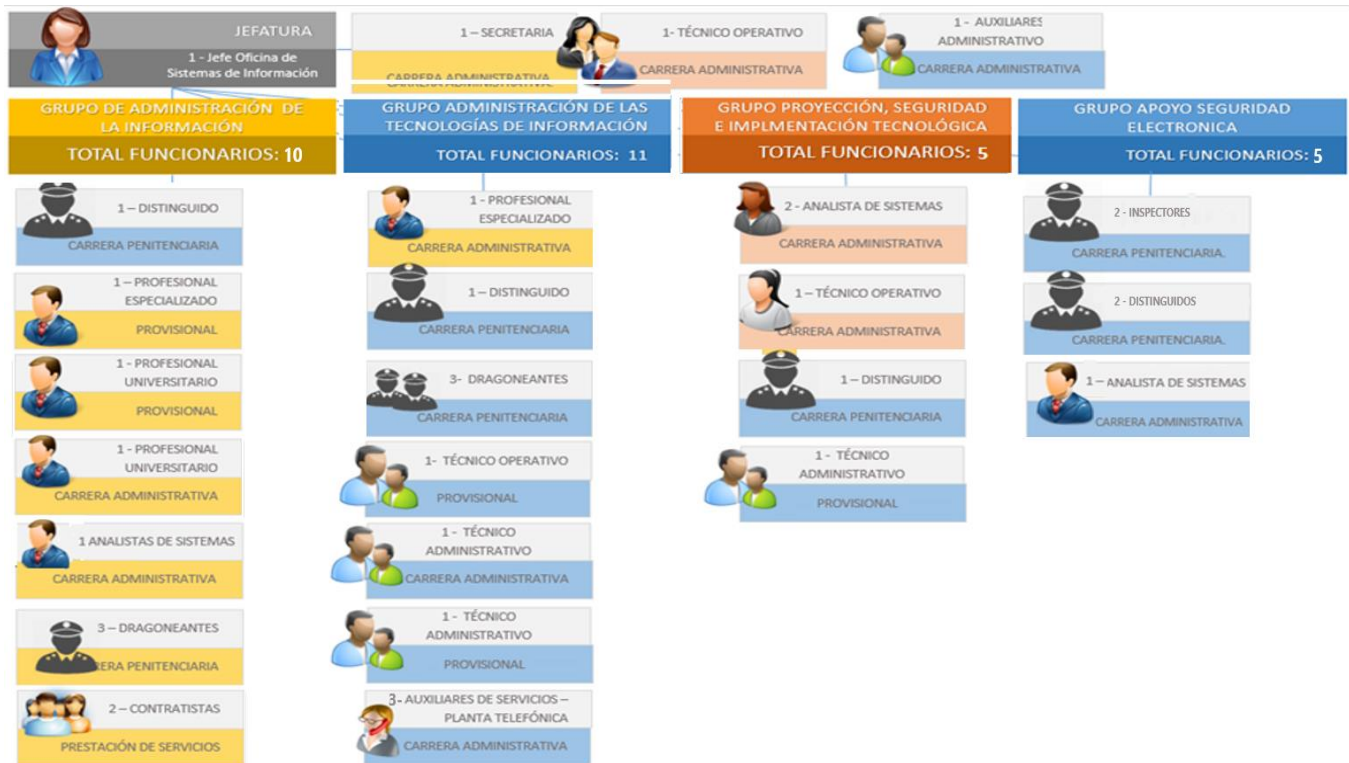 JEFATURA
1 - Jefe Oficina de
Sistemas de Información
1 – SECRETARIA
CARRERA ADMINISTRATIVA
1- TÉCNICO OPERATIVO
CARRERA ADMINISTRATIVA
1 - AUXILIARES
ADMINISTRATIVO
CARRERA ADMINISTRATIVA
GRUPO DE ADMINISTRACIÓN DE
LA INFORMACIÓN
TOTAL FUNCIONARIOS: 10
1 – DISTINGUIDO
CARRERA PENITENCIARIA
1 – PROFESIONAL
ESPECIALIZADO
PROVISIONAL
1 - PROFESIONAL
UNIVERSITARIO
PROVISIONAL
1 - PROFESIONAL
UNIVERSITARIO
CARRERA ADMINISTRATIVA
1 ANALISTAS DE SISTEMAS
CARRERA ADMINISTRATIVA
3 – DRAGONEANTES
RERA PENITENCIARIA
2 – CONTRATISTAS
PRESTACIÓN DE SERVICIOS
GRUPO ADMINISTRACIÓN DE LAS
TECNOLOGÍAS DE INFORMACIÓN
TOTAL FUNCIONARIOS: 11
1 - PROFESIONAL
ESPECIALIZADO
CARRERA ADMINISTRATIVA
1 – DISTINGUIDO
CARRERA PENITENCIARIA
3- DRAGONEANTES
CARRERA PENITENCIARIA
1- TÉCNICO OPERATIVO
PROVISIONAL
1 - TÉCNICO
ADMINISTRATIVO
CARRERA ADMINISTRATIVA
1 - TÉCNICO
ADMINISTRATIVO
PROVISIONAL
3- AUXILIARES DE SERVICIOS –
PLANTA TELEFÓNICA
CARRERA ADMINISTRATIVA
GRUPO PROYECCIÓN, SEGURIDAD
E IMPLMENTACIÓN TECNOLÓGICA
TOTAL FUNCIONARIOS: 5
2 - ANALISTA DE SISTEMAS
CARRERA ADMINISTRATIVA
1 – TÉCNICO OPERATIVO
CARRERA ADMINISTRATIVA
1 – DISTINGUIDO
CARRERA PENITENCIARIA
1 - TÉCNICO
ADMINISTRATIVO
PROVISIONAL
GRUPO APOYO SEGURIDAD
ELECTRONICA
TOTAL FUNCIONARIOS: 5
2 - INSPECTORES
CARRERA PENITENCIARIA.
2 - DISTINGUIDOS
CARRERA PENITENCIARIA.
1 – ANALISTA DE SISTEMAS
CARRERA ADMINISTRATIVA